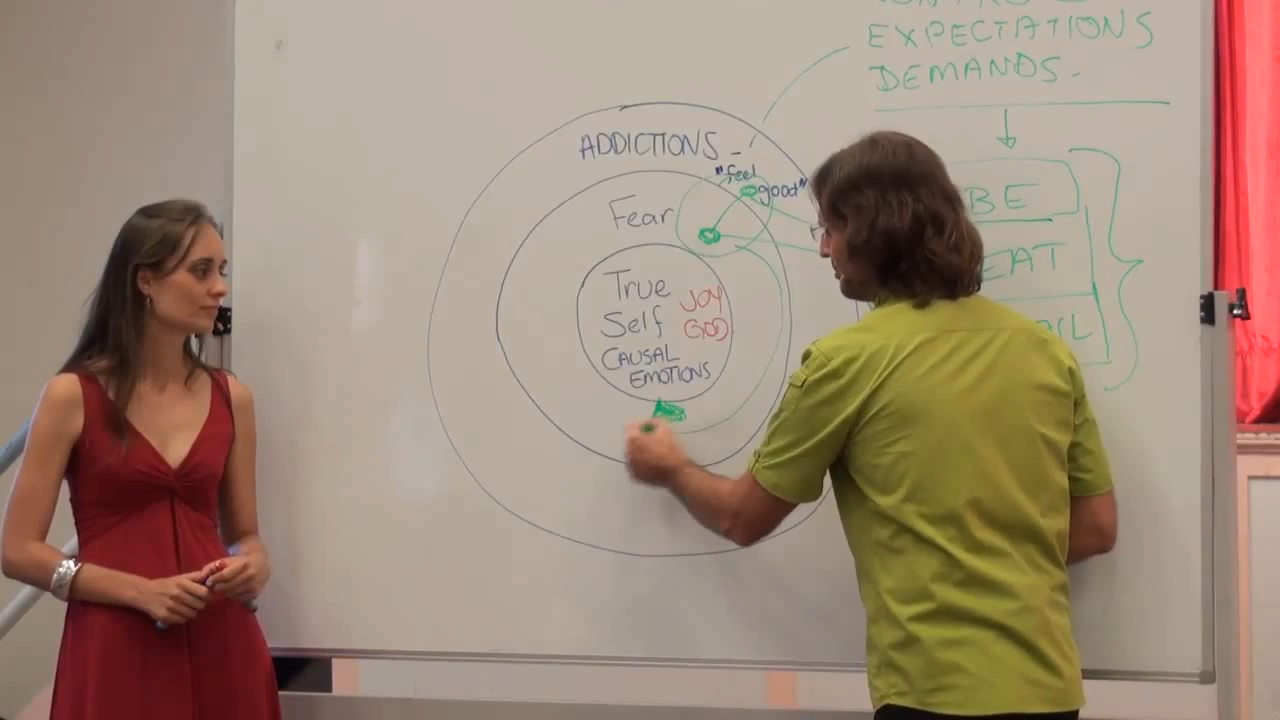 EXPECTATIONS
DEMANDS -
ADDICTIONS -
"feel
good"
Fear
True
Self
JOY
GOD
CAUSAL
EMOTIONS
BE